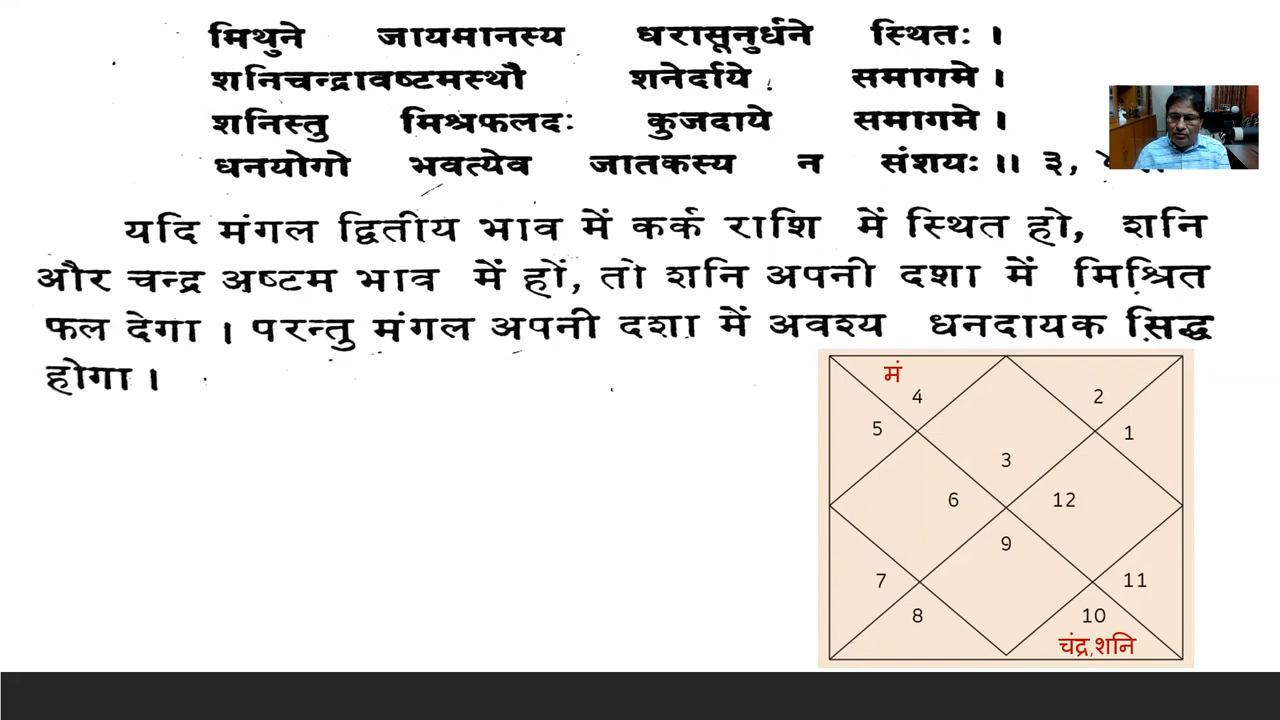 मिथुने जायमानस्य धरासूनुर्धने स्थितः ।
शनिचन्द्रावष्टमस्थौ शनेर्दाये समागमे ।
शनिस्तु मिश्रफलदः कुजदाये समागमे ।
धनयोगो भवत्येव जातकस्य न संशयः ॥ ३,
यदि मंगल द्वितीय भाव में कर्क राशि में स्थित हो, शनि
और चन्द्र अष्टम भाव में हों, तो शनि अपनी दशा में मिश्रित
फल देगा । परन्तु मंगल अपनी दशा में अवश्य धनदायक सिद्ध
होगा ।
मं
4
2
5
1
3
6
12
9
7
11
8
10
चंद्र,शनि